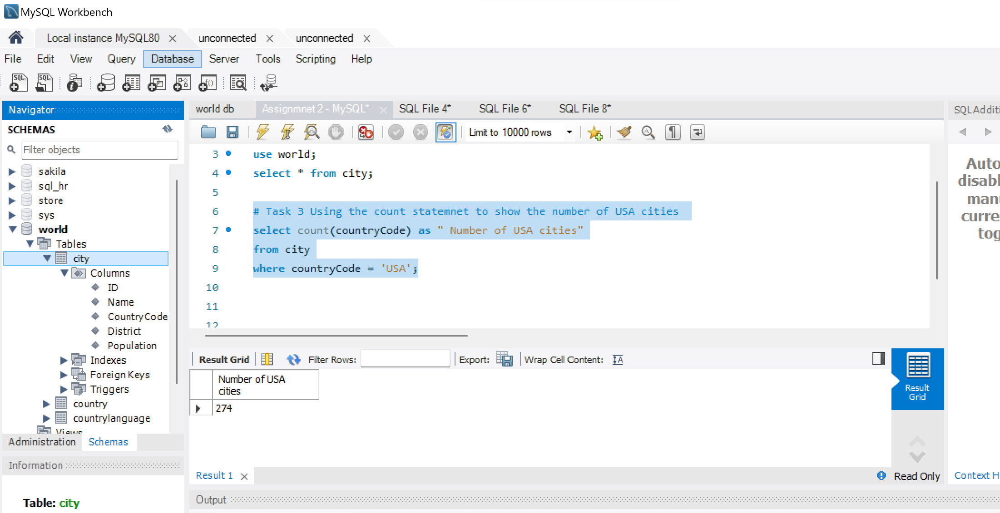 MySQL Workbench
Local instance MySQL80
unconnected
unconnected
File Edit View Query Database Server Tools Scripting Help
Navigator
SCHEMAS
Filter objects
sakila
sql_hr
store
sys
world
Tables
city
Columns
ID
Name
CountryCode
District
Population
Indexes
Foreign Keys
Triggers
country
countrylanguage
Views
Administration Schemas
Information
Table: city
world db
Assignmnet 2 - MySQL*
SQL File 4*
SQL File 6*
SQL File 8*
Limit to 10000 rows
3 use world;
4 select * from city;
5
6 # Task 3 Using the count statemnet to show the number of USA cities
7 select count(countryCode) as " Number of USA cities"
8 from city
9 where countryCode = 'USA';
10
11
12
Result Grid Filter Rows: Export: Wrap Cell Content:
Number of USA
cities
274
Result
Grid
Result 1
Read Only
Output
SQLAdditi
Auto
disabl
man
curre
tog
Context H